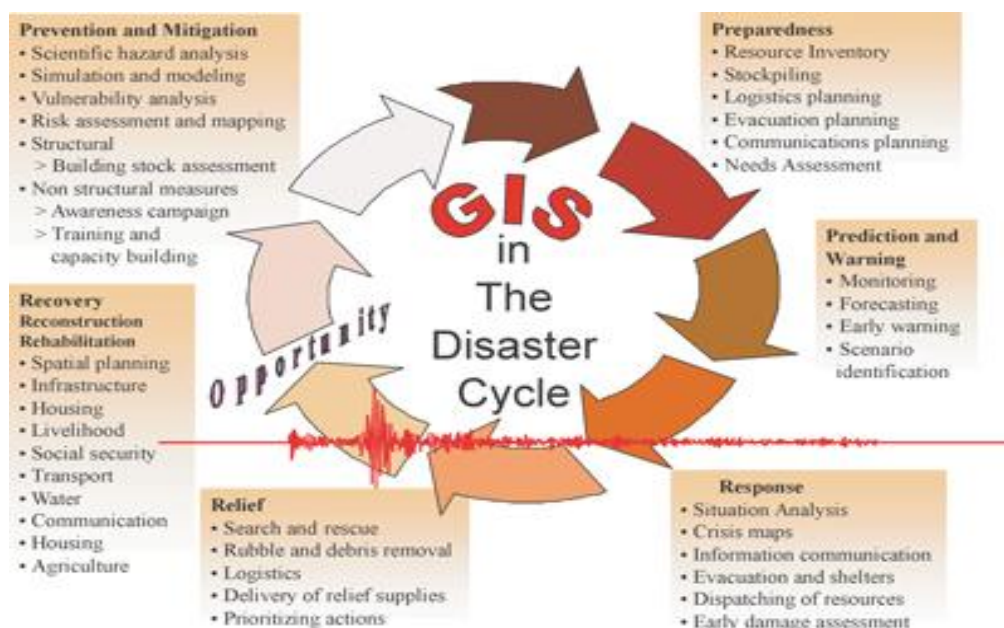 Prevention and Mitigation
• Scientific hazard analysis
• Simulation and modeling
• Vulnerability analysis
• Risk assessment and mapping
• Structural
> Building stock assessment
• Non structural measures
> Awareness campaign
> Training and
capacity building
Preparedness
• Resource Inventory
• Stockpiling
• Logistics planning
• Evacuation planning
• Communications planning
• Needs Assessment
GIS
in
The
Disaster
Cycle
Opportunity
Prediction and
Warning
• Monitoring
• Forecasting
• Early warning
• Scenario
identification
Recovery
Reconstruction
Rehabilitation
• Spatial planning
• Infrastructure
• Housing
• Livelihood
• Social security
• Transport
• Water
• Communication
• Housing
• Agriculture
Relief
• Search and rescue
• Rubble and debris removal
• Logistics
• Delivery of relief supplies
• Prioritizing actions
Response
• Situation Analysis
• Crisis maps
• Information communication
• Evacuation and shelters
• Dispatching of resources
• Early damage assessment